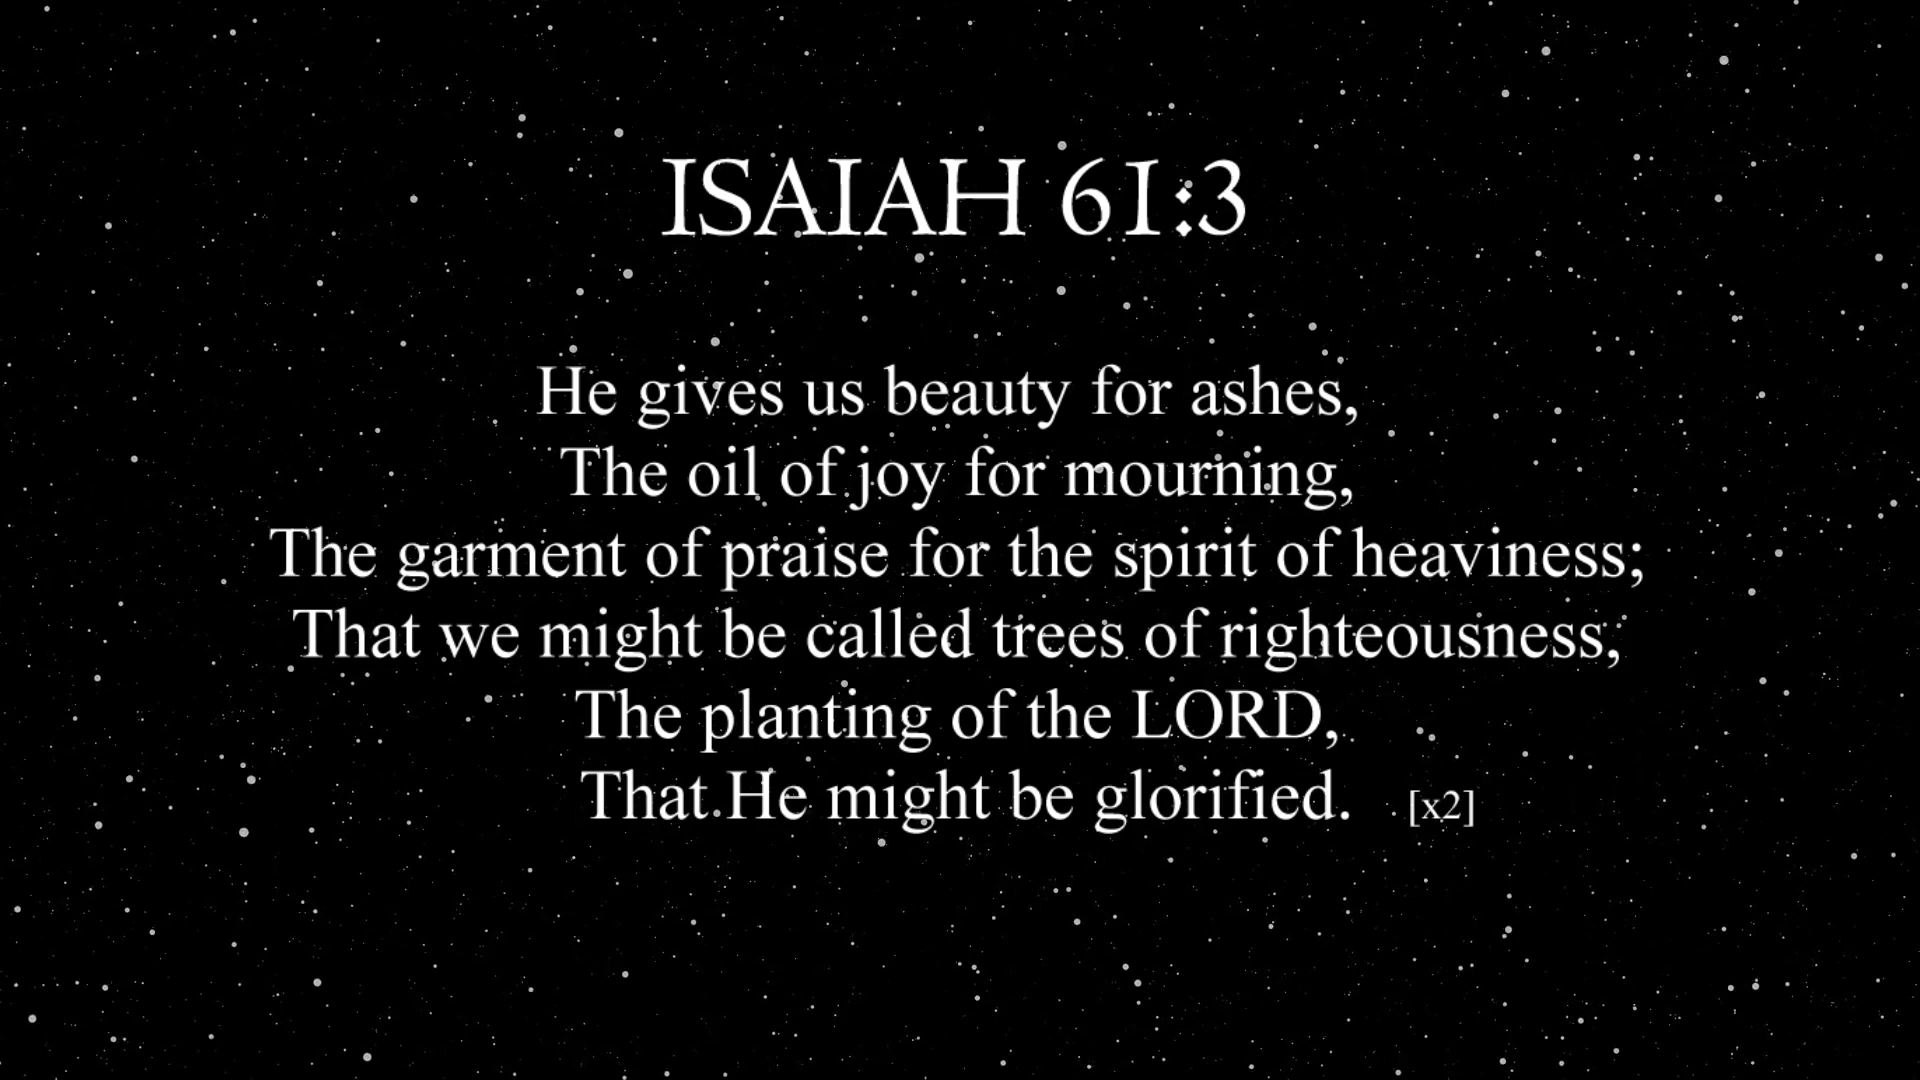 ISAIAH 61:3
He gives us beauty for ashes,
The oil of joy for mourning,
The garment of praise for the spirit of heaviness;
That we might be called trees of righteousness,
The planting of the LORD,
That He might be glorified. [x2]